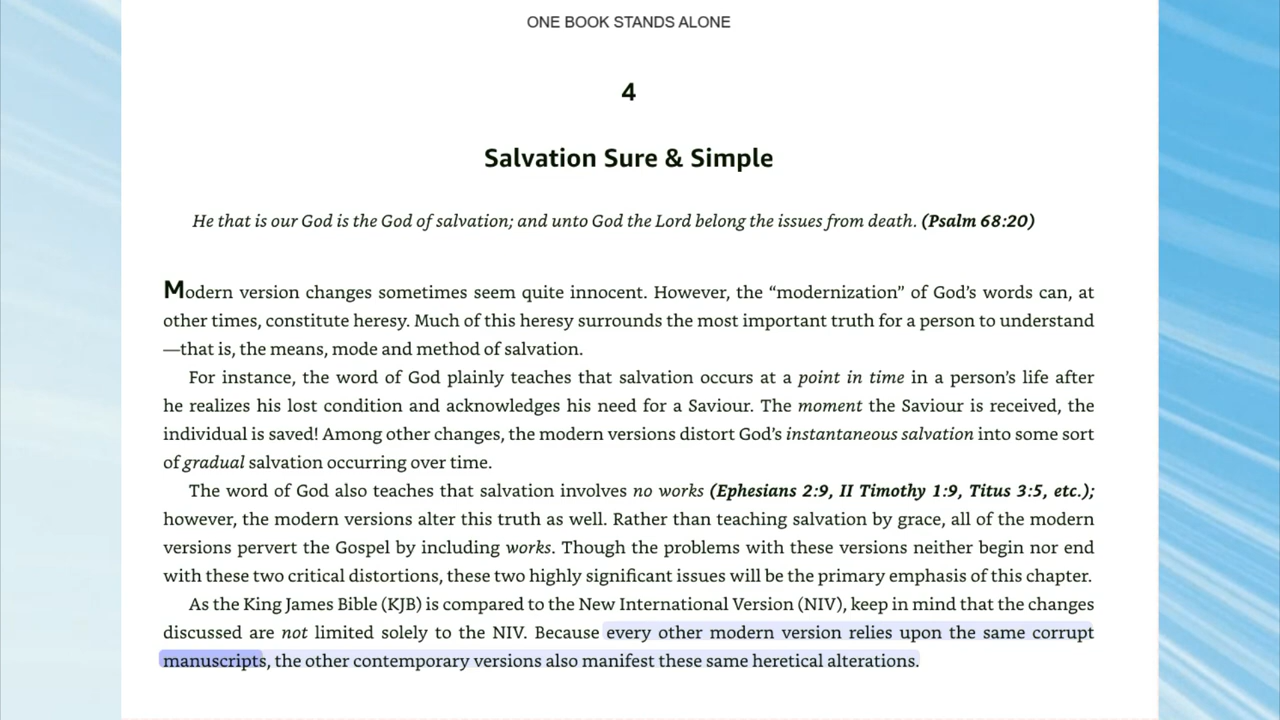 ONE BOOK STANDS ALONE
4
Salvation Sure & Simple
He that is our God is the God of salvation; and unto God the Lord belong the issues from death. (Psalm 68:20)
Modern version changes sometimes seem quite innocent. However, the “modernization” of God’s words can, at
other times, constitute heresy. Much of this heresy surrounds the most important truth for a person to understand
—that is, the means, mode and method of salvation.
For instance, the word of God plainly teaches that salvation occurs at a point in time in a person’s life after
he realizes his lost condition and acknowledges his need for a Saviour. The moment the Saviour is received, the
individual is saved! Among other changes, the modern versions distort God’s instantaneous salvation into some sort
of gradual salvation occurring over time.
The word of God also teaches that salvation involves no works (Ephesians 2:9, II Timothy 1:9, Titus 3:5, etc.);
however, the modern versions alter this truth as well. Rather than teaching salvation by grace, all of the modern
versions pervert the Gospel by including works. Though the problems with these versions neither begin nor end
with these two critical distortions, these two highly significant issues will be the primary emphasis of this chapter.
As the King James Bible (KJB) is compared to the New International Version (NIV), keep in mind that the changes
discussed are not limited solely to the NIV. Because every other modern version relies upon the same corrupt
manuscripts, the other contemporary versions also manifest these same heretical alterations.